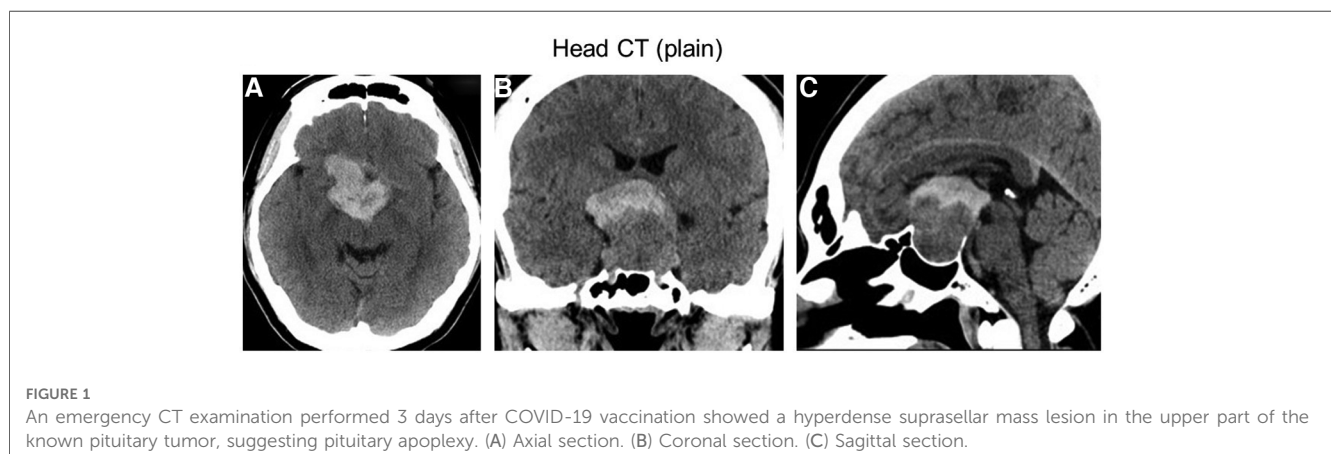 Head CT (plain)
A
B
C
FIGURE 1
An emergency CT examination performed 3 days after COVID-19 vaccination showed a hyperdense suprasellar mass lesion in the upper part of the
known pituitary tumor, suggesting pituitary apoplexy. (A) Axial section. (B) Coronal section. (C) Sagittal section.